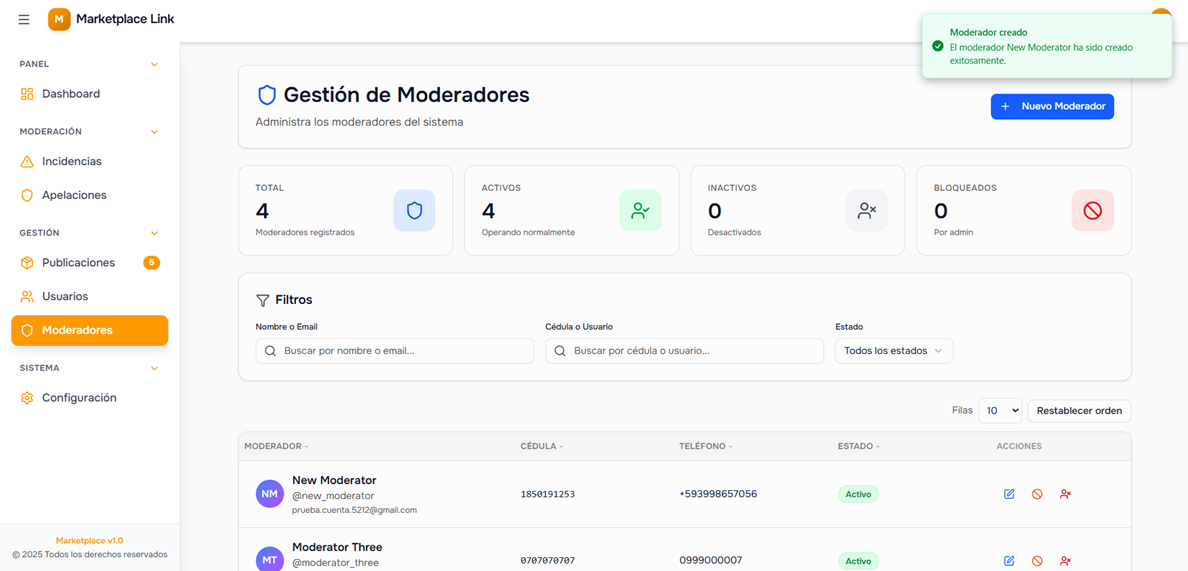 M
Marketplace Link
Moderador creado
El moderador New Moderator ha sido creado
exitosamente.
PANEL
Dashboard
MODERACIÓN
Incidencias
Apelaciones
GESTIÓN
Publicaciones 5
Usuarios
Moderadores
SISTEMA
Configuración
Marketplace v1.0
© 2025 Todos los derechos reservados
Gestión de Moderadores
Administra los moderadores del sistema
+ Nuevo Moderador
TOTAL
4
Moderadores registrados
ACTIVOS
4
Operando normalmente
INACTIVOS
0
Desactivados
BLOQUEADOS
0
Por admin
Filtros
Nombre o Email
Buscar por nombre o email...
Cédula o Usuario
Buscar por cédula o usuario...
Estado
Todos los estados
Filas 10 Restablecer orden
MODERADOR - CÉDULA - TELÉFONO - ESTADO - ACCIONES
NM
New Moderator
@new_moderator
prueba.cuenta.5212@gmail.com
1850191253
+593998657056
Activo
MT
Moderator Three
@moderator_three
0707070707
0999000007
Activo